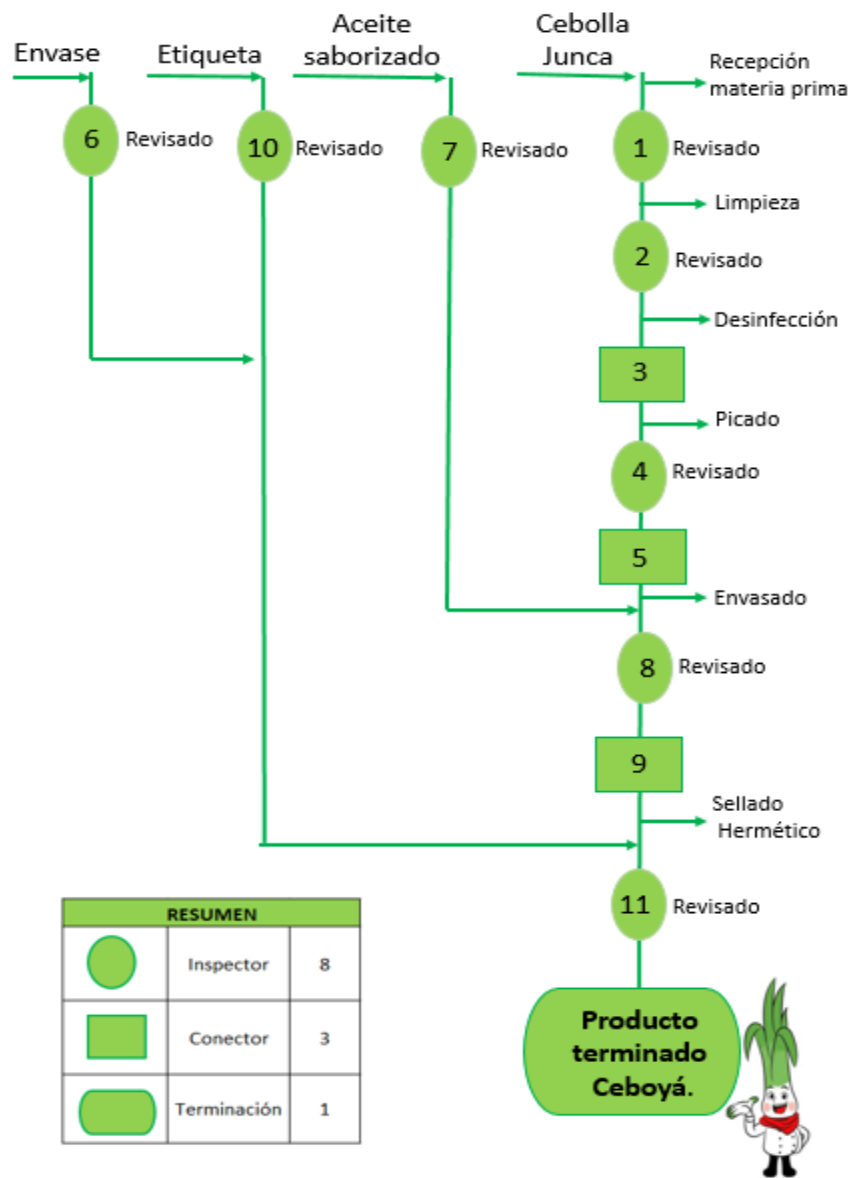 Envase
Etiqueta
Aceite
saborizado
Cebolla
Junca
Recepción
materia prima
6
Revisado
10
Revisado
7
Revisado
1
Revisado
Limpieza
2
Revisado
Desinfección
3
Picado
4
Revisado
5
Envasado
8
Revisado
9
Sellado
Hermético
11
Revisado
RESUMEN
Inspector 8
Conector 3
Terminación 1
Producto
terminado
Ceboyá.